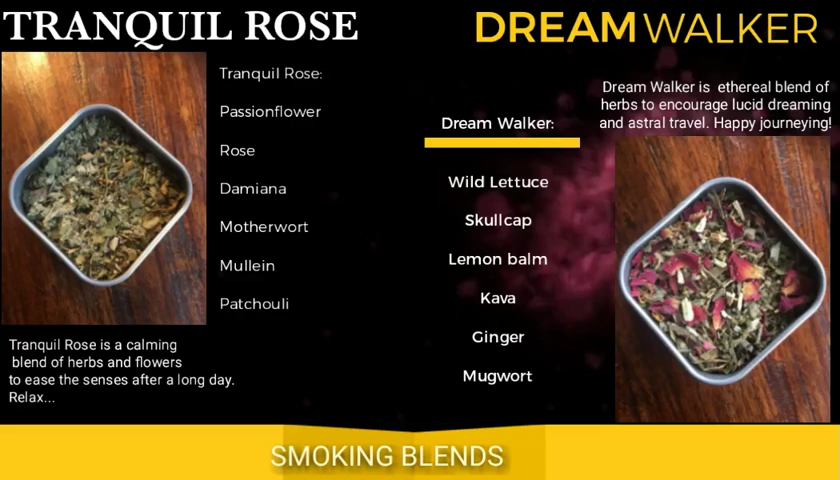 TRANQUIL ROSE
Tranquil Rose:
Passionflower
Rose
Damiana
Motherwort
Mullein
Patchouli
Tranquil Rose is a calming
blend of herbs and flowers
to ease the senses after a long day.
Relax...
DREAMWALKER
Dream Walker is ethereal blend of
herbs to encourage lucid dreaming
and astral travel. Happy journeying!
Dream Walker:
Wild Lettuce
Skullcap
Lemon balm
Kava
Ginger
Mugwort
SMOKING BLENDS